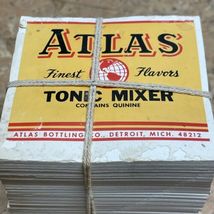 ATLAS
Finest Flavors
TONIC MIXER
CONTAINS QUININE
ATLAS BOTTLING CO., DETROIT, MICH. 48212